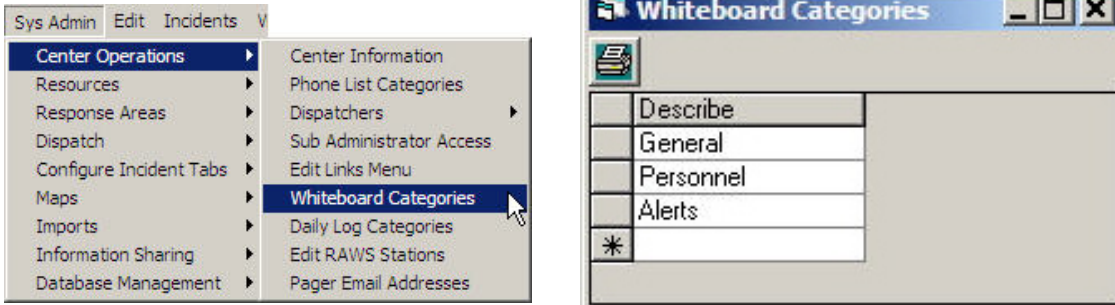 Sys Admin Edit Incidents
Center Operations
Resources
Response Areas
Dispatch
Configure Incident Tabs
Maps
Imports
Information Sharing
Database Management
Center Information
Phone List Categories
Dispatchers
Sub Administrator Access
Edit Links Menu
Whiteboard Categories
Daily Log Categories
Edit RAWS Stations
Pager Email Addresses
Whiteboard Categories
Describe
General
Personnel
Alerts